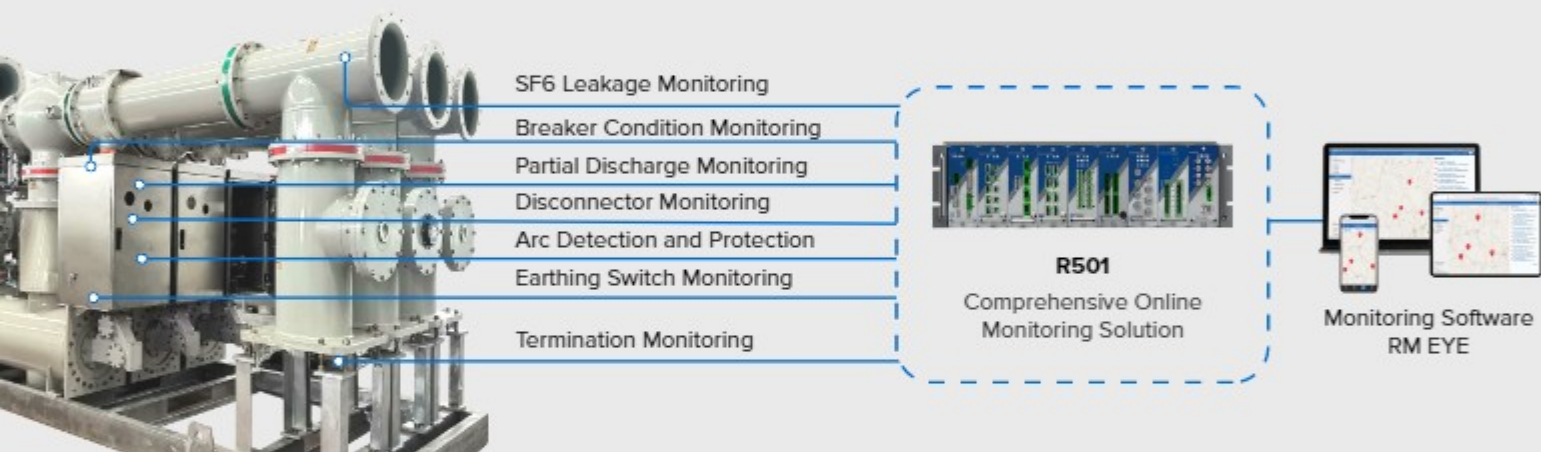 SF6 Leakage Monitoring
Breaker Condition Monitoring
Partial Discharge Monitoring
Disconnector Monitoring
Arc Detection and Protection
Earthing Switch Monitoring
Termination Monitoring
R501
Comprehensive Online
Monitoring Solution
Monitoring Software
RM EYE